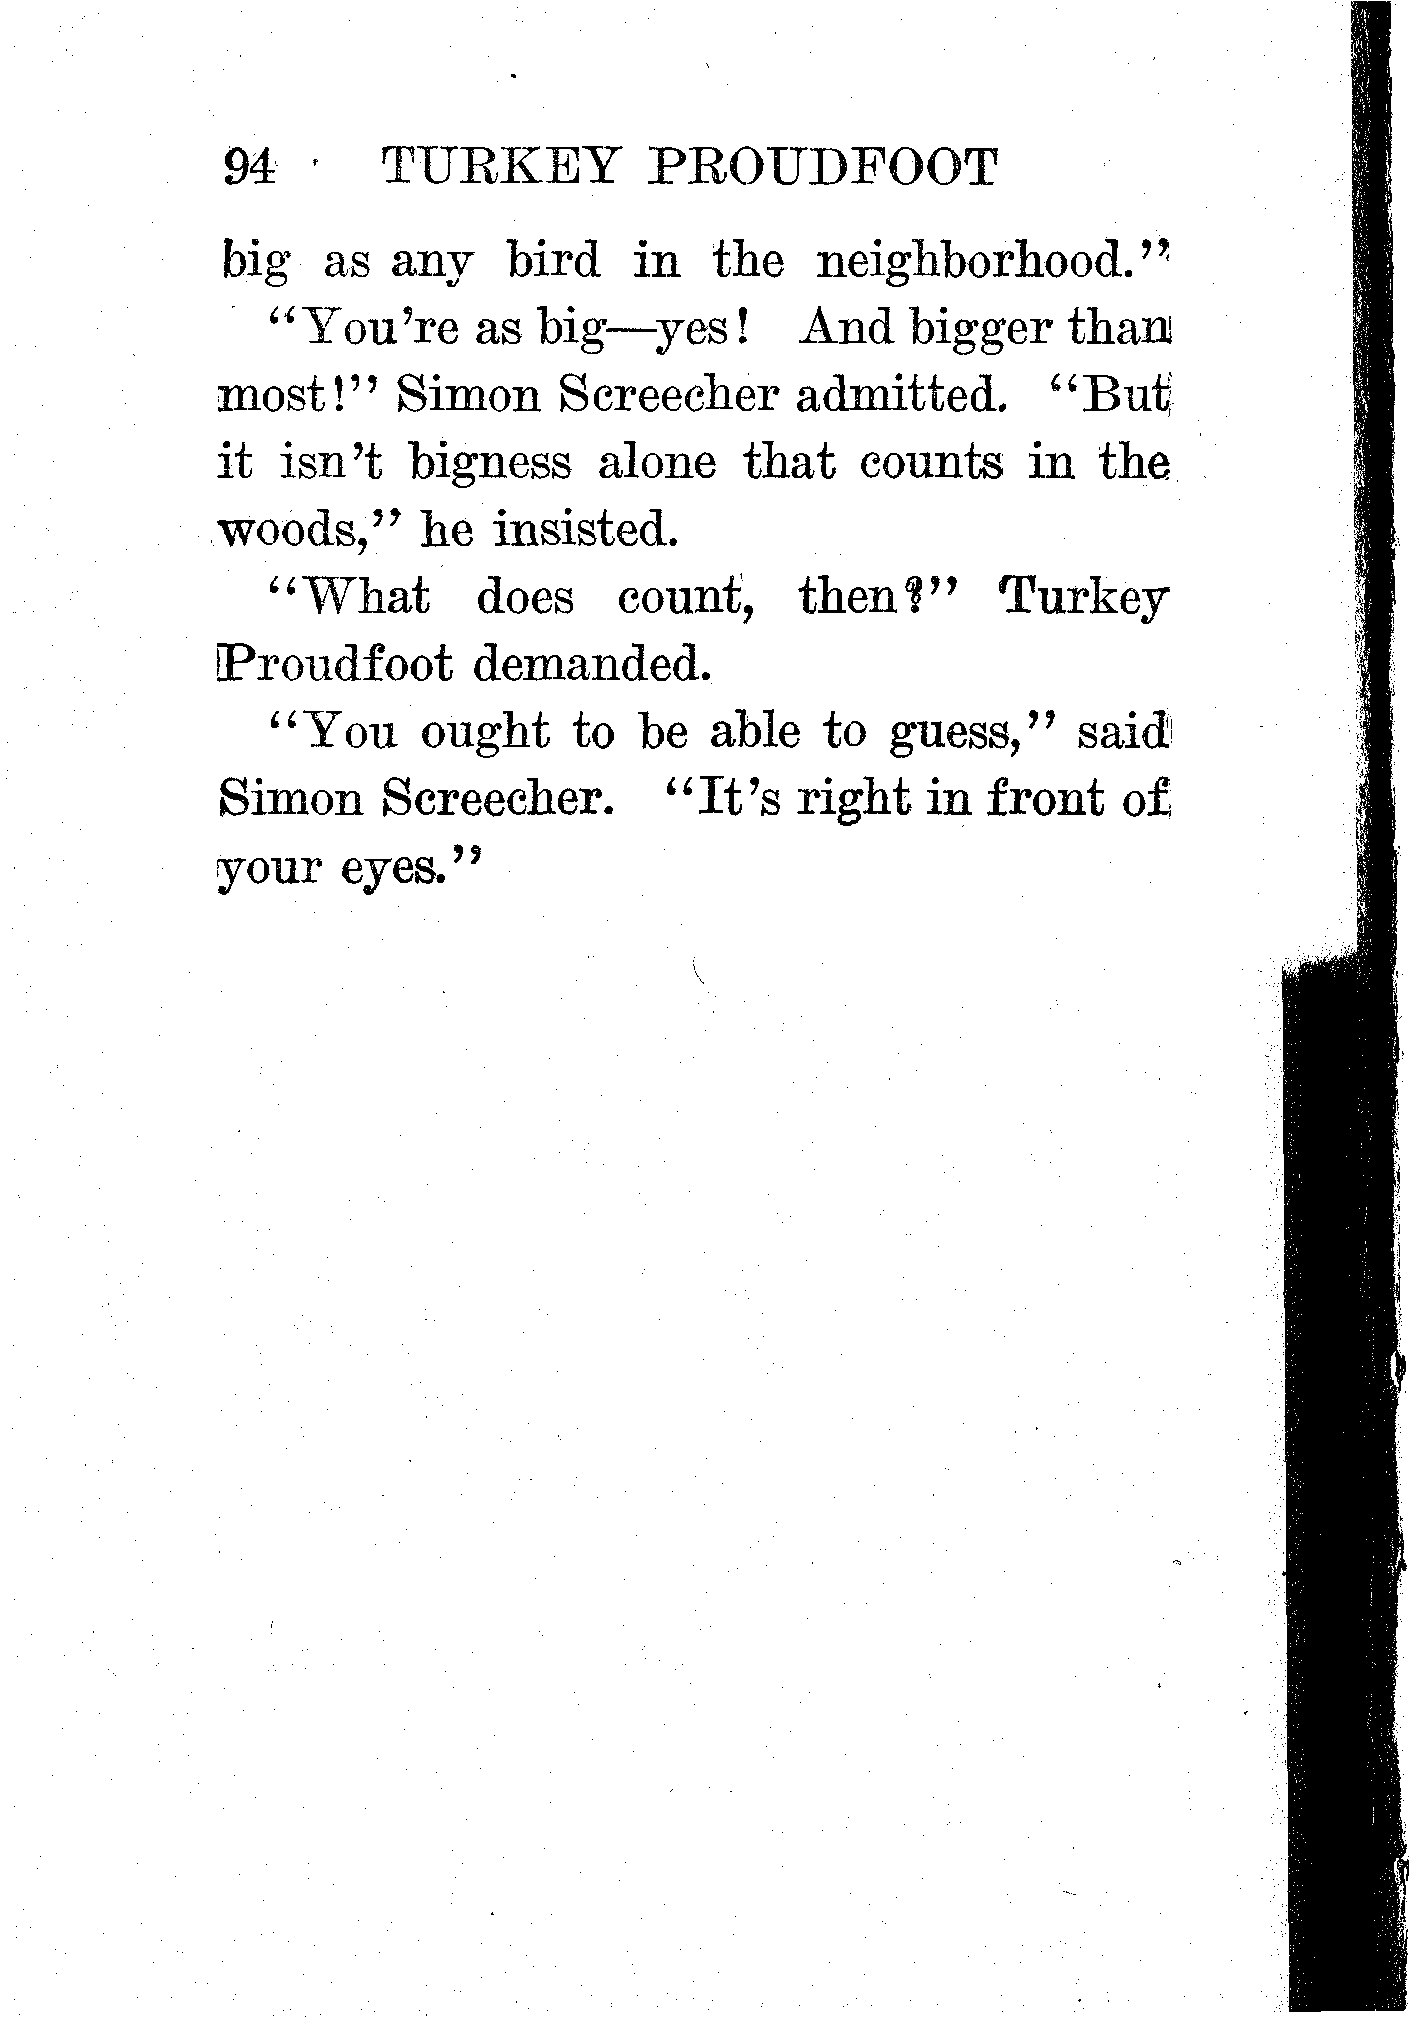 94 TURKEY PROUDFOOT
big as any bird in the neighborhood."
"You're as big—yes! And bigger than
most!" Simon Screecher admitted. "But
it isn't bigness alone that counts in the
woods," he insisted.
"What does count, then?" Turkey
Proudfoot demanded.
"You ought to be able to guess," said
Simon Screecher. "It's right in front of
your eyes."